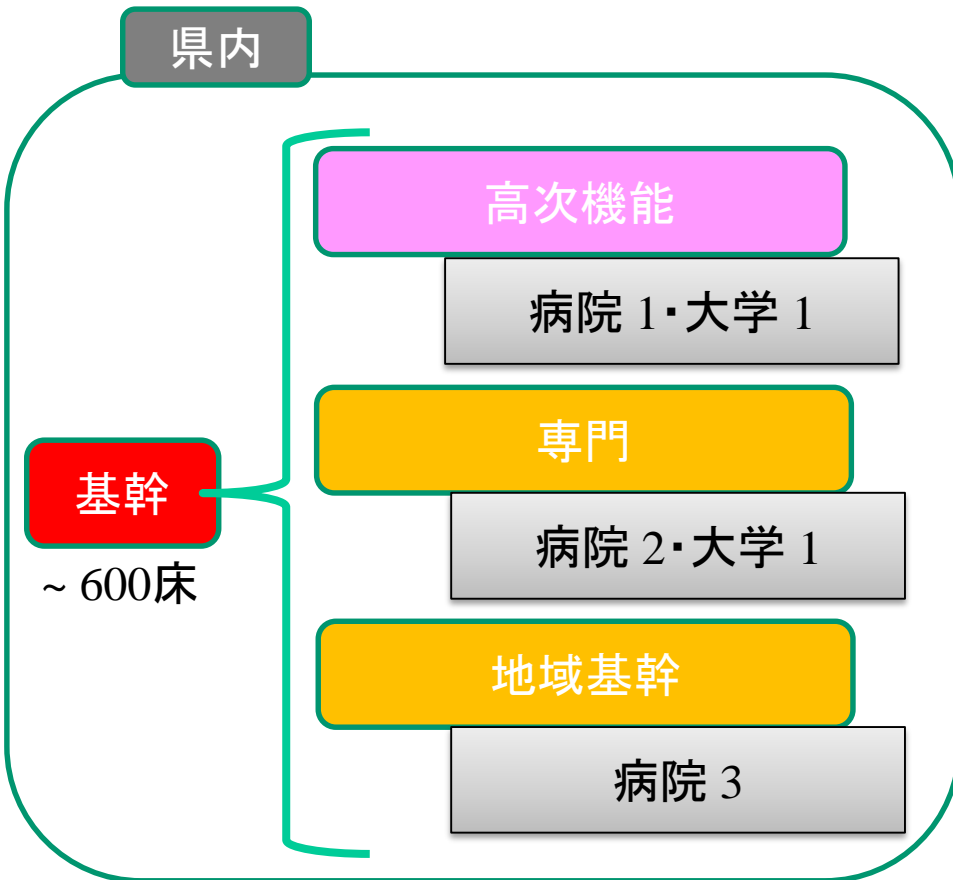 県内
高次機能
病院 1・大学 1
専門
病院 2・大学 1
基幹
~ 600床
地域基幹
病院 3